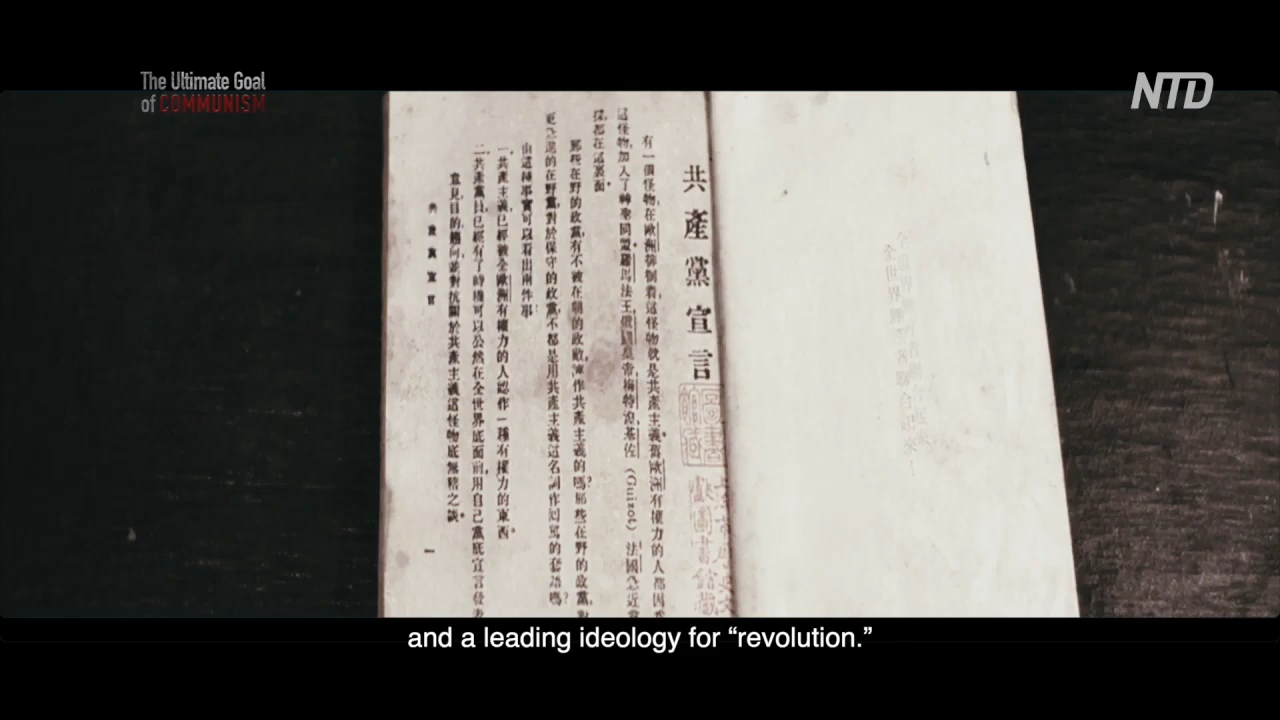 The Ultimate Goal
of COMMUNISM
NTD
共產黨宣言
有一個怪物在歐洲徘徊着這怪物就是共產主義。舊歐洲有權力的人都因
這怪物加入了神聖同盟。羅馬法王俄國皇帝,梅特涅基佐(Guizot)法國急近黨
探,都在這裏面。
那些在野的政黨有不被在朝的政敵,誣作共產主義的嗎?那些在野的政黨,對
更急進的在野黨對於保守的政黨,不都是用共產主義這名詞作回罵的套語嗎?
由這種事實可以看出兩件事:
一.共產主義已經被全歐洲有權力的人認作一種有權力的東西。
二.共產黨員已經有了時機可以公然在全世界底面前,用自己黨底宣言發表
意見目的趨向並對抗關於共產主義這怪物底無稽之談。
共產黨宣言
一
and a leading ideology for “revolution.”